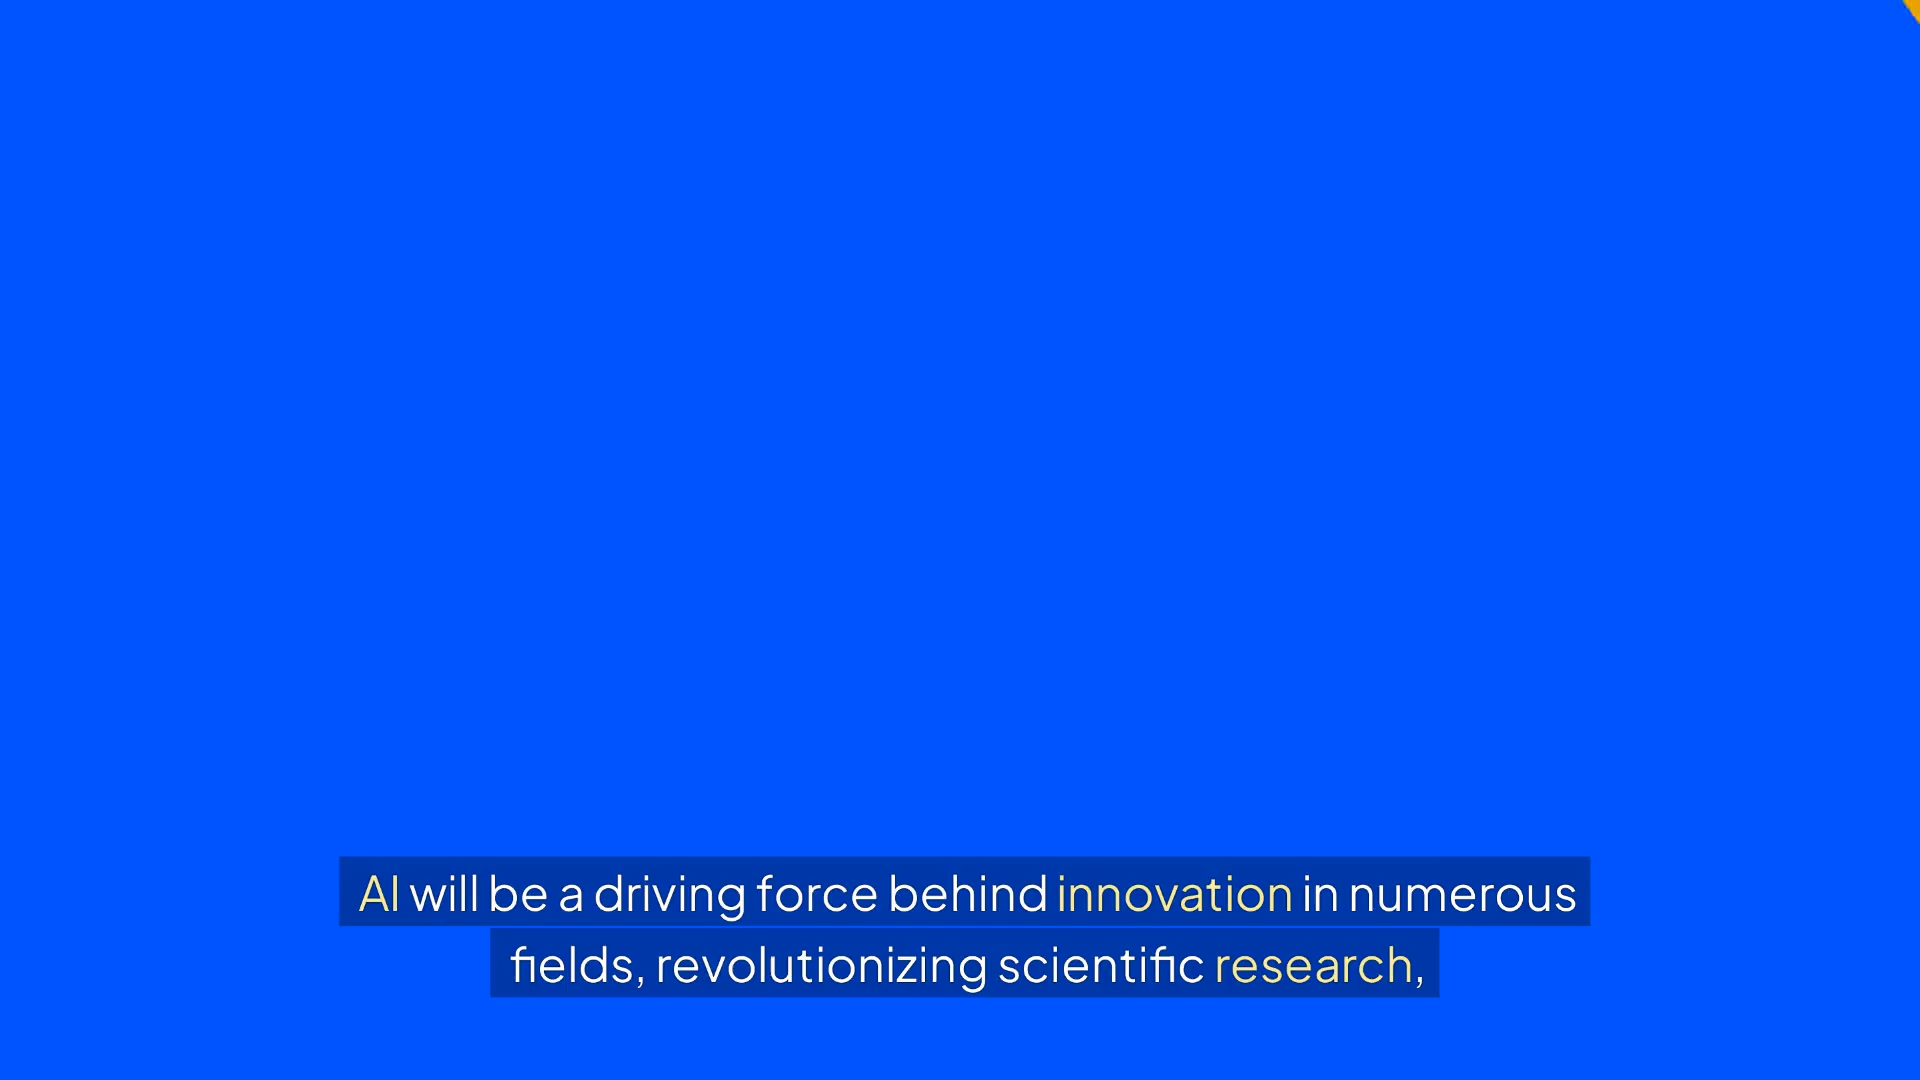 AI will be a driving force behind innovation in numerous
fields, revolutionizing scientific research,